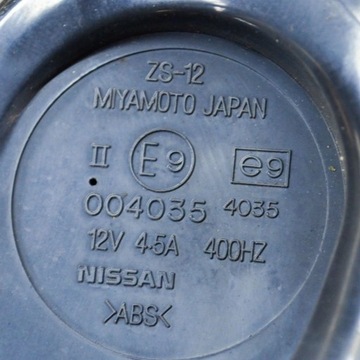 ZS-12
MIYAMOTO JAPAN
II E9 e9
004035 4035
12V 4.5A 400HZ
NISSAN
>ABS<